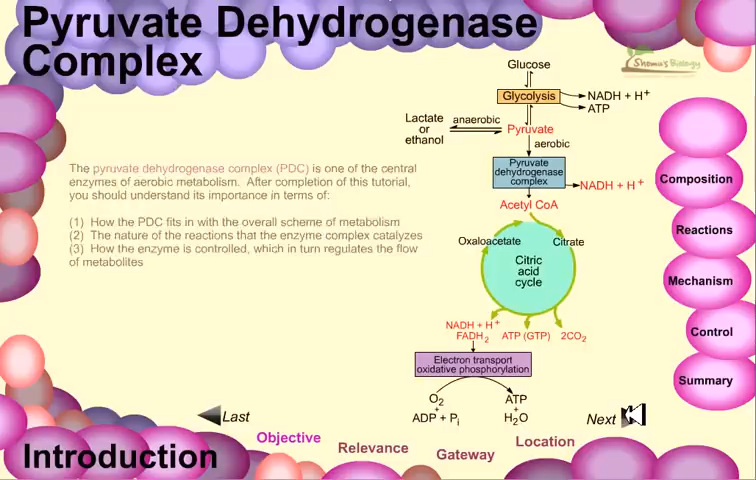 Pyruvate Dehydrogenase
Complex
Shomu's Biology
Glucose
Glycolysis
NADH + H+
ATP
Lactate
or
ethanol
anaerobic
Pyruvate
aerobic
The pyruvate dehydrogenase complex (PDC) is one of the central
enzymes of aerobic metabolism. After completion of this tutorial,
you should understand its importance in terms of:
(1) How the PDC fits in with the overall scheme of metabolism
(2) The nature of the reactions that the enzyme complex catalyzes
(3) How the enzyme is controlled, which in turn regulates the flow
of metabolites
Pyruvate
dehydrogenase
complex
NADH + H+
Acetyl CoA
Oxaloacetate
Citrate
Citric
acid
cycle
NADH + H+
FADH2
ATP (GTP)
2CO2
Electron transport
oxidative phosphorylation
O2
+
ADP + Pi
ATP
+
H2O
Composition
Reactions
Mechanism
Control
Summary
Last
Next
Introduction
Objective
Relevance
Gateway
Location